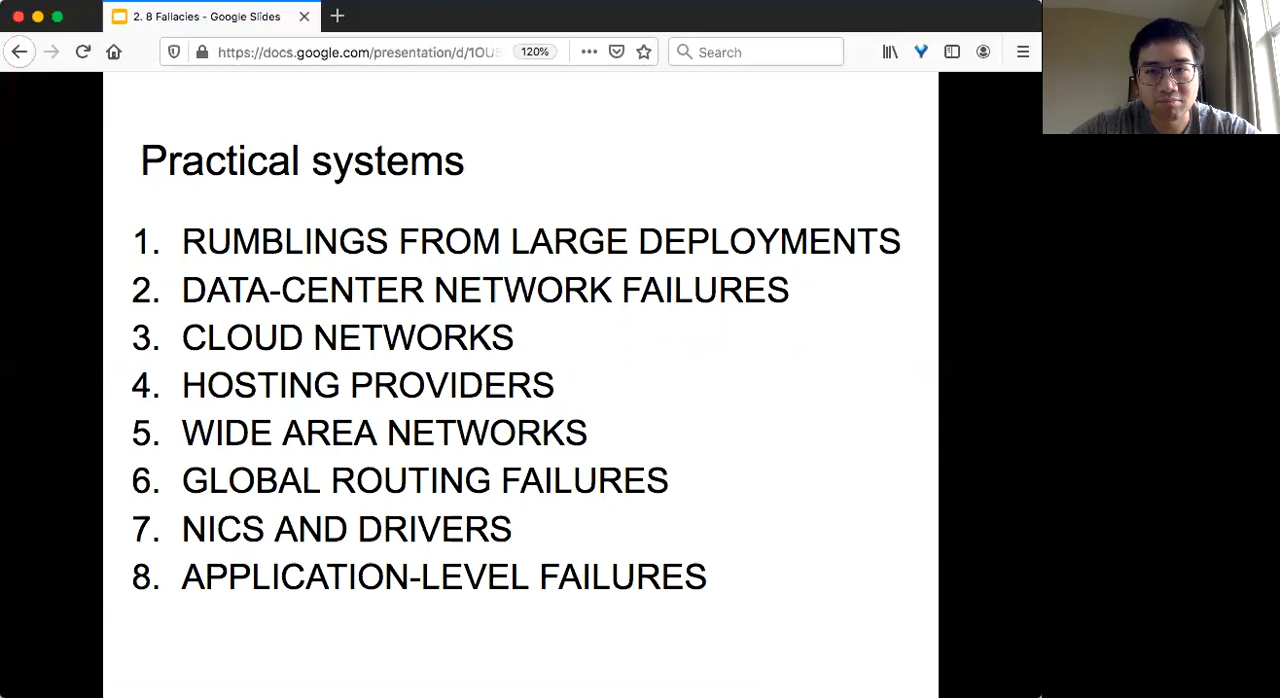 2. 8 Fallacies - Google Slides
https://docs.google.com/presentation/d/1OU5
120%
Search
Practical systems
1. RUMBLINGS FROM LARGE DEPLOYMENTS
2. DATA-CENTER NETWORK FAILURES
3. CLOUD NETWORKS
4. HOSTING PROVIDERS
5. WIDE AREA NETWORKS
6. GLOBAL ROUTING FAILURES
7. NICS AND DRIVERS
8. APPLICATION-LEVEL FAILURES